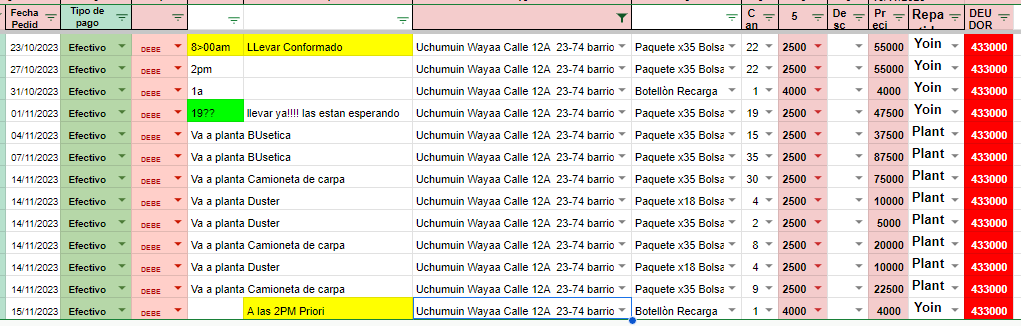 Fecha Pedid Tipo de pago C an 5 De sc Pr eci Repa DEU DOR
23/10/2023 Efectivo DEBE 8>00am LLevar Conformado Uchumuin Wayaa Calle 12A 23-74 barrio Paquete x35 Bolsa 22 2500 55000 Yoin 433000
27/10/2023 Efectivo DEBE 2pm Uchumuin Wayaa Calle 12A 23-74 barrio Paquete x35 Bolsa 22 2500 55000 Yoin 433000
31/10/2023 Efectivo DEBE 1a Uchumuin Wayaa Calle 12A 23-74 barrio Botellòn Recarga 1 4000 4000 Yoin 433000
01/11/2023 Efectivo DEBE 19?? llevar ya!!!! las estan esperando Uchumuin Wayaa Calle 12A 23-74 barrio Paquete x35 Bolsa 19 2500 47500 Yoin 433000
04/11/2023 Efectivo DEBE Va a planta BUsetica Uchumuin Wayaa Calle 12A 23-74 barrio Paquete x35 Bolsa 15 2500 37500 Plant 433000
07/11/2023 Efectivo DEBE Va a planta BUsetica Uchumuin Wayaa Calle 12A 23-74 barrio Paquete x35 Bolsa 35 2500 87500 Plant 433000
14/11/2023 Efectivo DEBE Va a planta Camioneta de carpa Uchumuin Wayaa Calle 12A 23-74 barrio Paquete x35 Bolsa 30 2500 75000 Plant 433000
14/11/2023 Efectivo DEBE Va a planta Duster Uchumuin Wayaa Calle 12A 23-74 barrio Paquete x18 Bolsa 4 2500 10000 Plant 433000
14/11/2023 Efectivo DEBE Va a planta Duster Uchumuin Wayaa Calle 12A 23-74 barrio Paquete x35 Bolsa 2 2500 5000 Plant 433000
14/11/2023 Efectivo DEBE Va a planta Camioneta de carpa Uchumuin Wayaa Calle 12A 23-74 barrio Paquete x35 Bolsa 8 2500 20000 Plant 433000
14/11/2023 Efectivo DEBE Va a planta Duster Uchumuin Wayaa Calle 12A 23-74 barrio Paquete x18 Bolsa 4 2500 10000 Plant 433000
14/11/2023 Efectivo DEBE Va a planta Camioneta de carpa Uchumuin Wayaa Calle 12A 23-74 barrio Paquete x35 Bolsa 9 2500 22500 Plant 433000
15/11/2023 Efectivo DEBE A las 2PM Priori Uchumuin Wayaa Calle 12A 23-74 barrio Botellòn Recarga 1 4000 4000 Yoin 433000